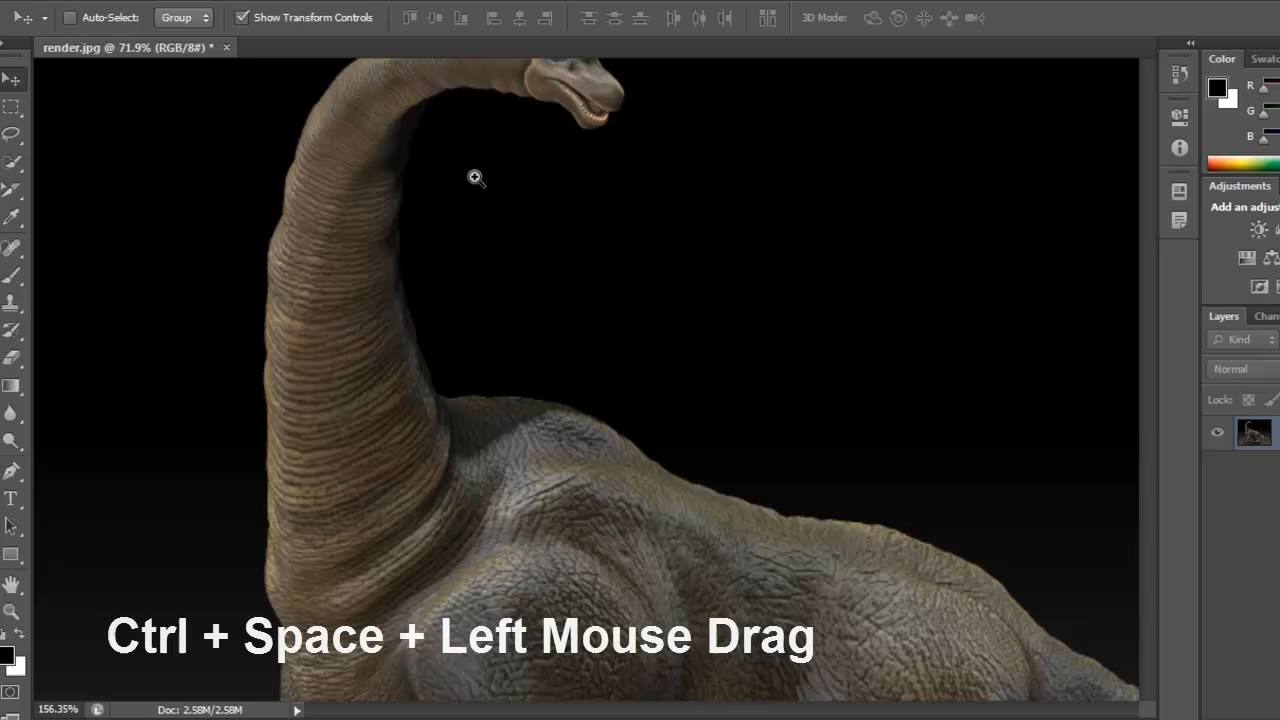 Auto-Select: Group Show Transform Controls 3D Mode:
render.jpg @ 71.9% (RGB/8#) * ×
Color
R
G
B
Adjustments
Add an
Layers
Kind
Normal
Lock:
T
Ctrl + Space + Left Mouse Drag
156.35% Doc: 2.58M/2.58M